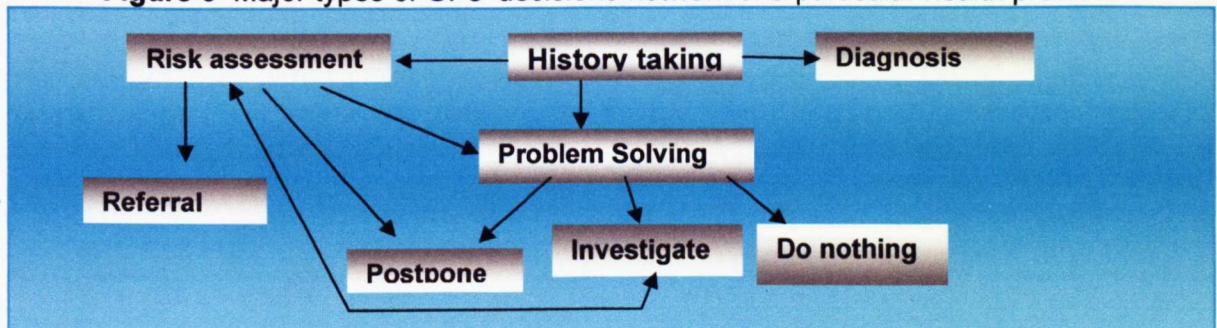 Risk assessment
History taking
Diagnosis
Problem Solving
Referral
Postpone
Investigate
Do nothing